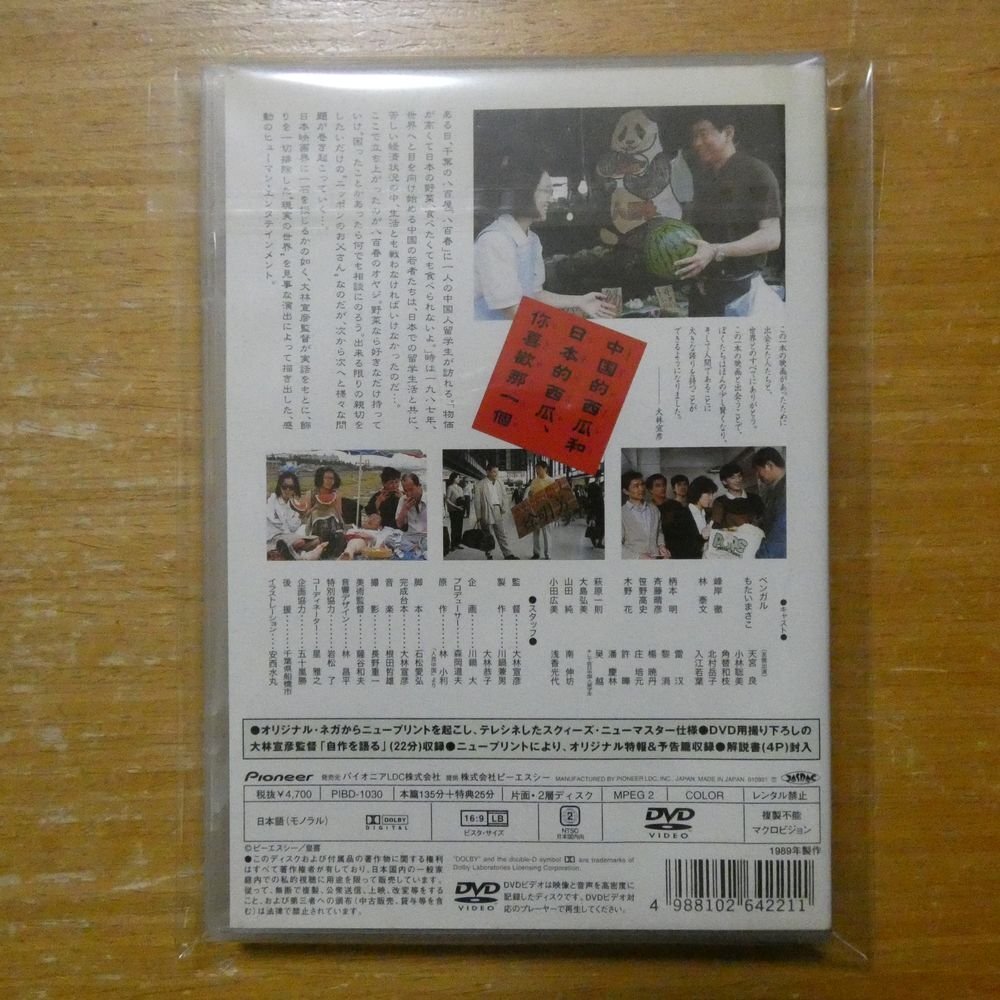 ある日、千葉の八百屋「八百春」に一人の中国人留学生が訪れる。「物価
が高くて日本の野菜、食べたくても食べられないよ。」時は一九八七年、
世界へと目を向け始める中国の若者たちは、日本での留学生活と共に、
苦しい経済状況の中、生活とも戦わなければいけなかったのだ…。
ここで立ち上がったのが八百春のオヤジ。「野菜なら好きなだけ持って
いけ。困ったことがあったら何でも相談にのろう。出来る限りの親切を
したいだけの、“ニッポンのお父さん”なのだが、次から次へと様々な問
題が巻き起こっていく…。
日本映画界に一石を投じるかの如く、大林宣彦監督が実話をもとに、飾
りを一切排除した“現実の世界”を見事な演出によって描き出した、感
動のヒューマン・エンタテインメント。
この一本の映画があったために
出会えた人たちと、
世界とのすべてにありがとう。
この一本の映画と出会うことで、
ぼくたちはほんの少し賢くなり、
そして人間であることに
大きな誇りを持つことが
できるようになりました。
――大林宣彦
中国的西瓜和
日本的西瓜、
你喜歓那一個。
●キャスト●
ベンガル
もたいまさこ
峰岸 徹
林 泰文
柄本 明
斉藤晴彦
笹野高史
木野 花
萩原一則
大島弘美
山田 純
小田広美
天宮 良
小林聡美
角替和枝
北村岳子
入江若葉
雷 汉
黎 涓
楊 暁丹
庄 培元
許 曄
潘 慶林
吴 越
南 伸坊
浅香光代
●スタッフ●
監督……大林宣彦
製作……川鍋兼男
大林恭子
企画……川鍋 大
プロデューサー……森岡道夫
原作……林 小利
脚本……石松愛弘
完成台本……大林宣彦
音楽……根田哲雄
撮影……長野重一
美術監督……薩谷和夫
音響デザイン……林 昌平
特別協力……岩松 了
コーディネーター……星 雅之
企画協力……五十嵐勝
後援……千葉県船橋市
イラストレーション……安西水丸
●オリジナル・ネガからニュープリントを起こし、テレシネしたスクィーズ・ニューマスター仕様●DVD用撮り下ろしの
大林宣彦監督「自作を語る」(22分)収録●ニュープリントにより、オリジナル特報&予告篇収録●解説書(4P)封入
Pioneer 発売元 パイオニアLDC株式会社 提供 株式会社ピーエスシー MANUFACTURED BY PIONEER LDC, INC., JAPAN. MADE IN JAPAN. 010921 JASRAC
税抜¥4,700 PIBD-1030 本篇135分+特典25分 片面・2層ディスク MPEG 2 COLOR レンタル禁止
日本語(モノラル) DOLBY DIGITAL 16:9 LB ビスタ・サイズ 2 NTSC 日本国内向 DVD VIDEO 複製不能 マクロビジョン
©ピーエスシー/登喜 1989年製作
●このディスクおよび付属品の著作物に関する権利
はすべて著作権者が有しており、日本国内の一般家
庭内での私的視聴に用途を限って販売しています。
従って、無断で複製、公衆送信、上映、改変等をする
こと、および第三者への頒布(中古販売、貸与等を含
む)は法律で禁止されています。
"DOLBY" and the double-D symbol are trademarks of
Dolby Laboratories Licensing Corporation.
DVD VIDEO
DVDビデオは映像と音声を高密度に
記録したディスクです。DVDビデオ対
応のプレーヤーで再生してください。
4 988102 642211